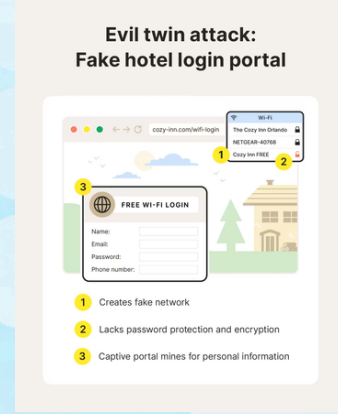 Evil twin attack:
Fake hotel login portal
cozy-inn.com/wifi-login
Wi-Fi
The Cozy Inn Orlando
NETGEAR-40768
Cozy Inn FREE
1
2
3
FREE WI-FI LOGIN
Name:
Email:
Password:
Phone number:
1 Creates fake network
2 Lacks password protection and encryption
3 Captive portal mines for personal information